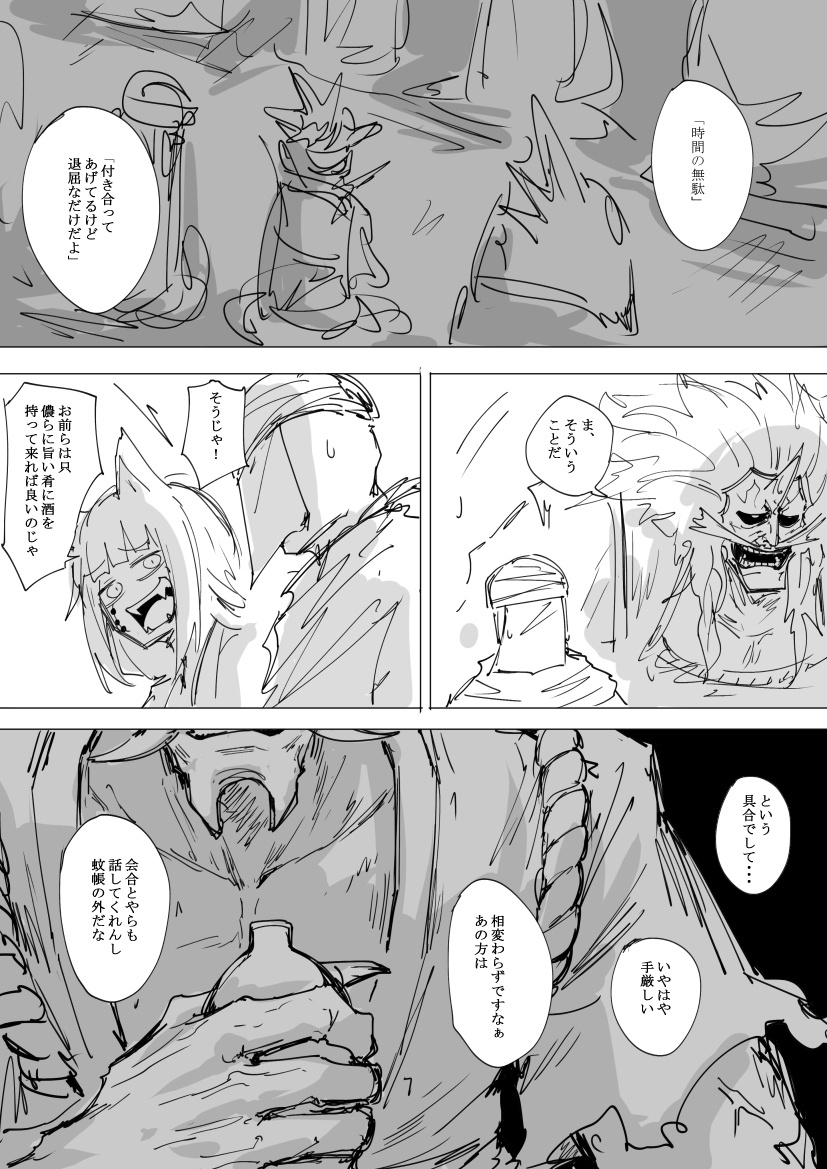 「時間の無駄」
「付き合って
あげてるけど
退屈なだけだよ」
ま、
そういう
ことだ
そうじゃ！
お前らは只
儂らに旨い肴に酒を
持って来れば良いのじゃ
という
具合でして・・・
いやはや
手厳しい
相変わらずですなぁ
あの方は
会合とやらも
話してくれんし
蚊帳の外だな